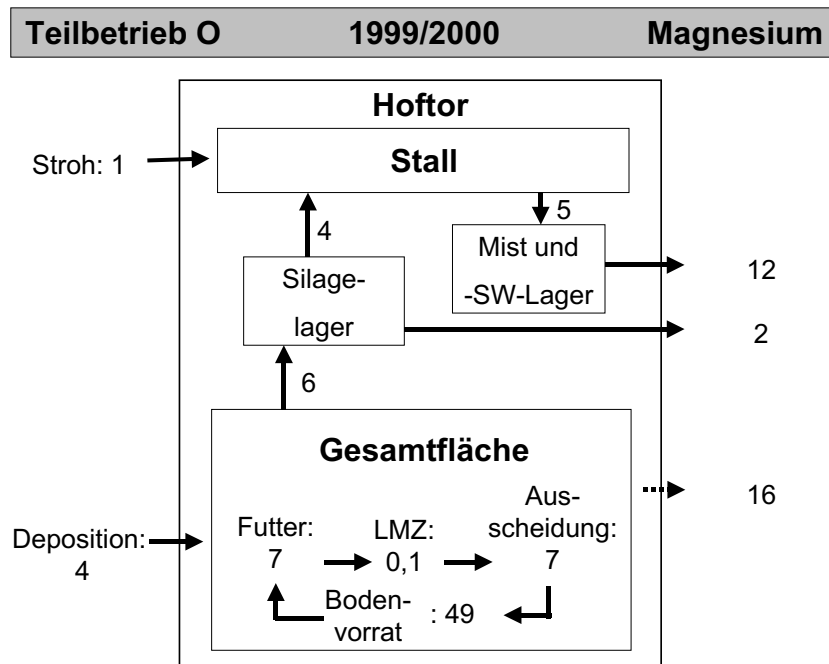 Teilbetrieb O 1999/2000 Magnesium
Hoftor
Stroh: 1
Stall
4
5
Silage-
lager
Mist und
-SW-Lager
12
2
6
Gesamtfläche
16
Deposition:
4
Futter:
7
LMZ:
0,1
Aus-
scheidung:
7
Boden-
vorrat
: 49